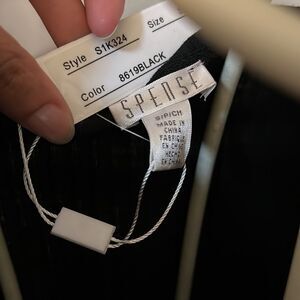 Style S1K324 Size
Color 8619BLACK
SPENSE
S/P/CH
MADE IN
CHINA
FABRIQUE
EN CHINE
HECHO
EN CHINA